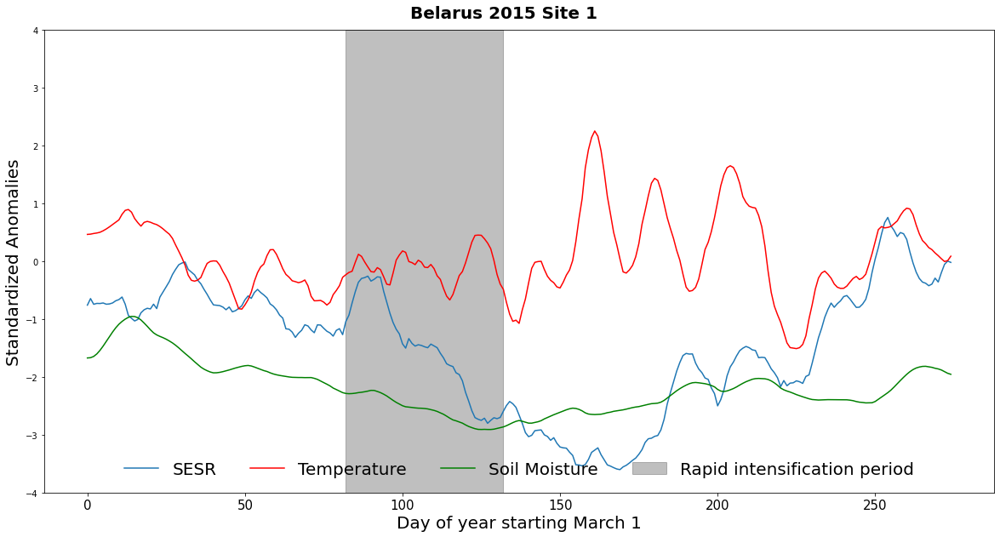 Belarus 2015 Site 1
Standardized Anomalies
4
3
2
1
0
−1
−2
−3
−4
SESR Temperature Soil Moisture Rapid intensification period
0 50 100 150 200 250
Day of year starting March 1